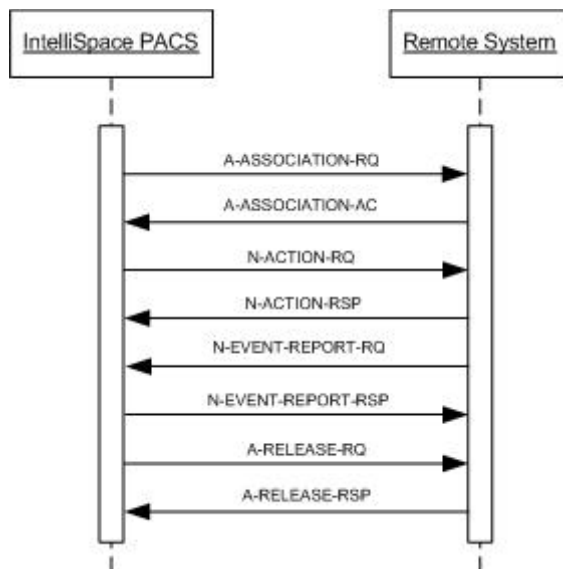 IntelliSpace PACS
Remote System
A-ASSOCIATION-RQ
A-ASSOCIATION-AC
N-ACTION-RQ
N-ACTION-RSP
N-EVENT-REPORT-RQ
N-EVENT-REPORT-RSP
A-RELEASE-RQ
A-RELEASE-RSP